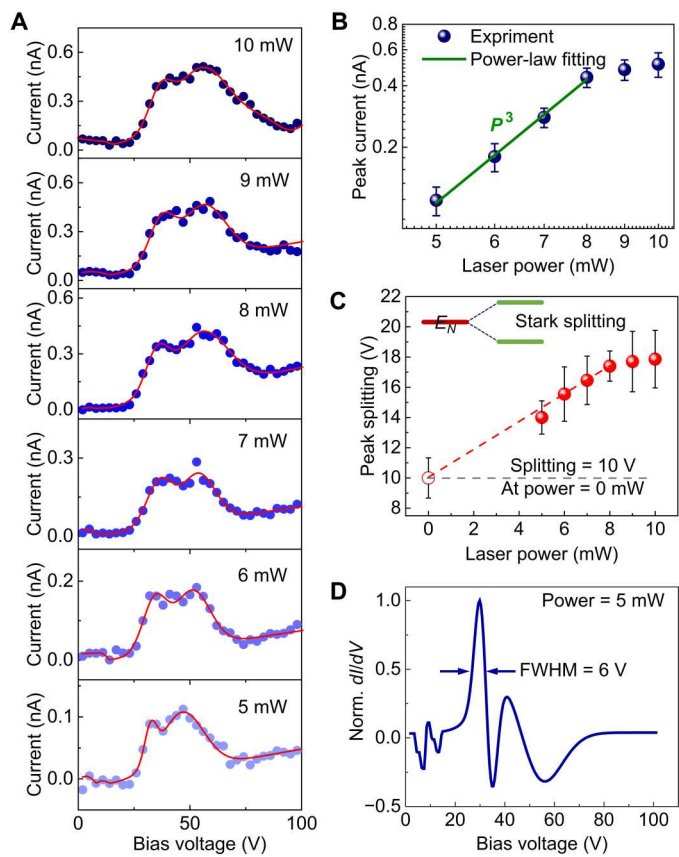 A
10 mW
0.6
0.3
0.0
Current (nA)
9 mW
0.6
0.3
0.0
Current (nA)
8 mW
0.6
0.3
0.0
Current (nA)
7 mW
0.3
0.0
Current (nA)
6 mW
0.2
0.1
0.0
Current (nA)
5 mW
0.1
0.0
Current (nA)
0 50 100
Bias voltage (V)
B
Expriment
Power-law fitting
P³
0.8
0.6
0.4
0.2
Peak current (nA)
5 6 7 8 9 10
Laser power (mW)
C
E_N
Stark splitting
22
20
18
16
14
12
10
8
Peak splitting (V)
Splitting = 10 V
At power = 0 mW
0 2 4 6 8 10
Laser power (mW)
D
Power = 5 mW
FWHM = 6 V
1.0
0.5
0.0
−0.5
Norm. dI/dV
0 20 40 60 80 100
Bias voltage (V)